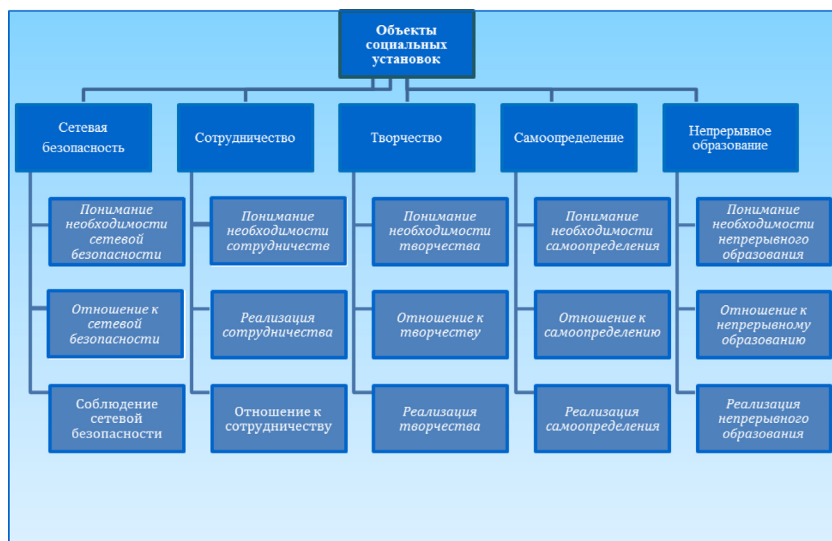 Объекты
социальных
установок
Сетевая
безопасность
Сотрудничество
Творчество
Самоопределение
Непрерывное
образование
Понимание
необходимости
сетевой
безопасности
Понимание
необходимости
сотрудничеств
Понимание
необходимости
творчества
Понимание
необходимости
самоопределения
Понимание
необходимости
непрерывного
образования
Отношение к
сетевой
безопасности
Реализация
сотрудничества
Отношение к
творчеству
Отношение к
самоопределению
Отношение к
непрерывному
образованию
Соблюдение
сетевой
безопасности
Отношение к
сотрудничеству
Реализация
творчества
Реализация
самоопределения
Реализация
непрерывного
образования